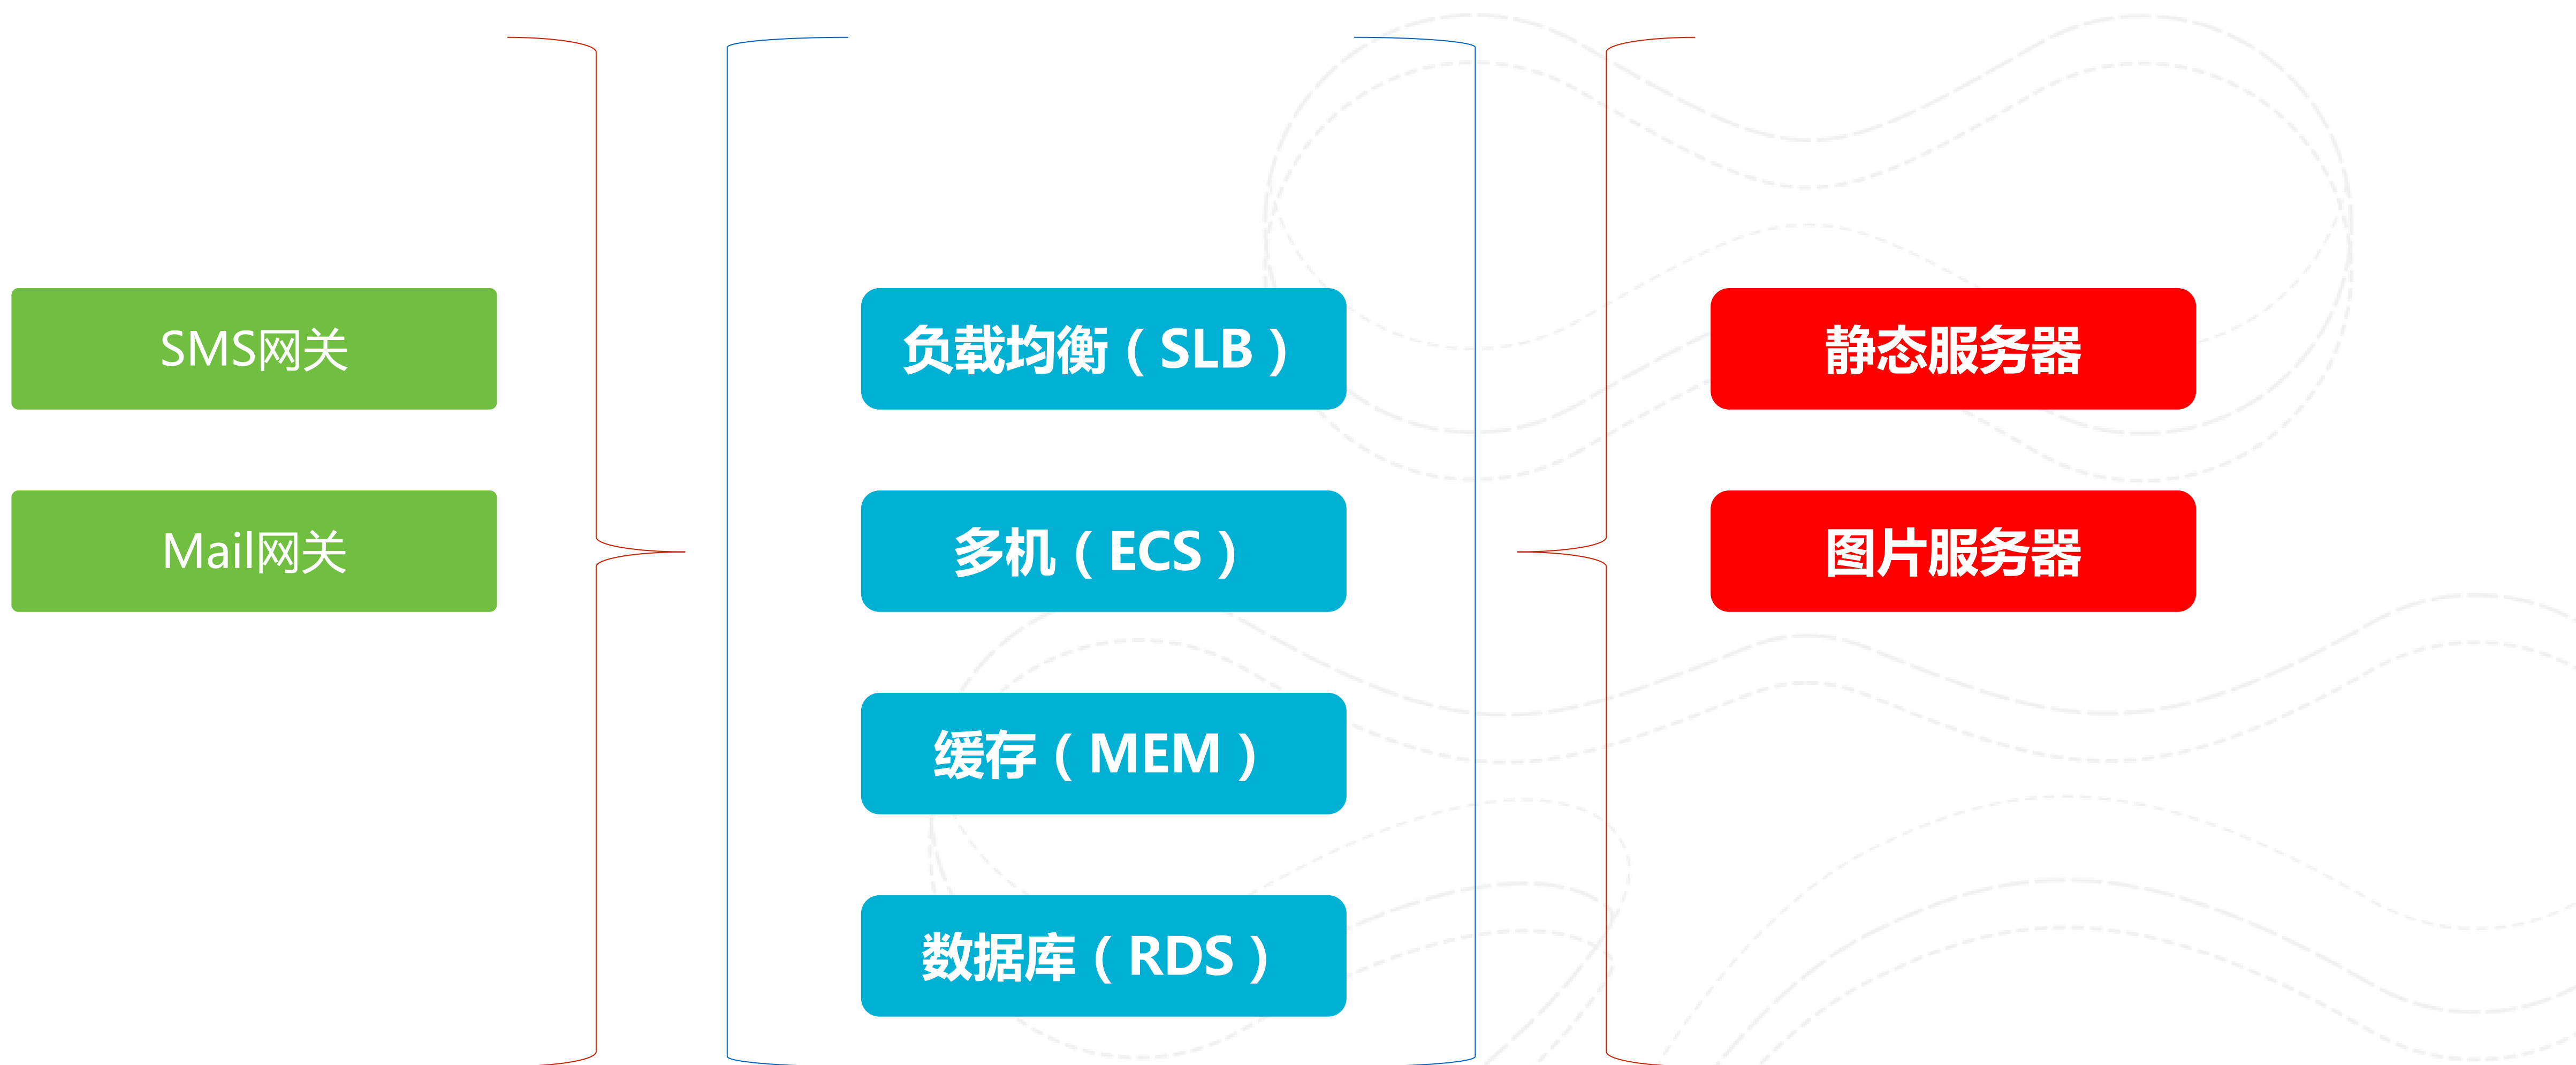 SMS网关
Mail网关
负载均衡（SLB）
多机（ECS）
缓存（MEM）
数据库（RDS）
静态服务器
图片服务器